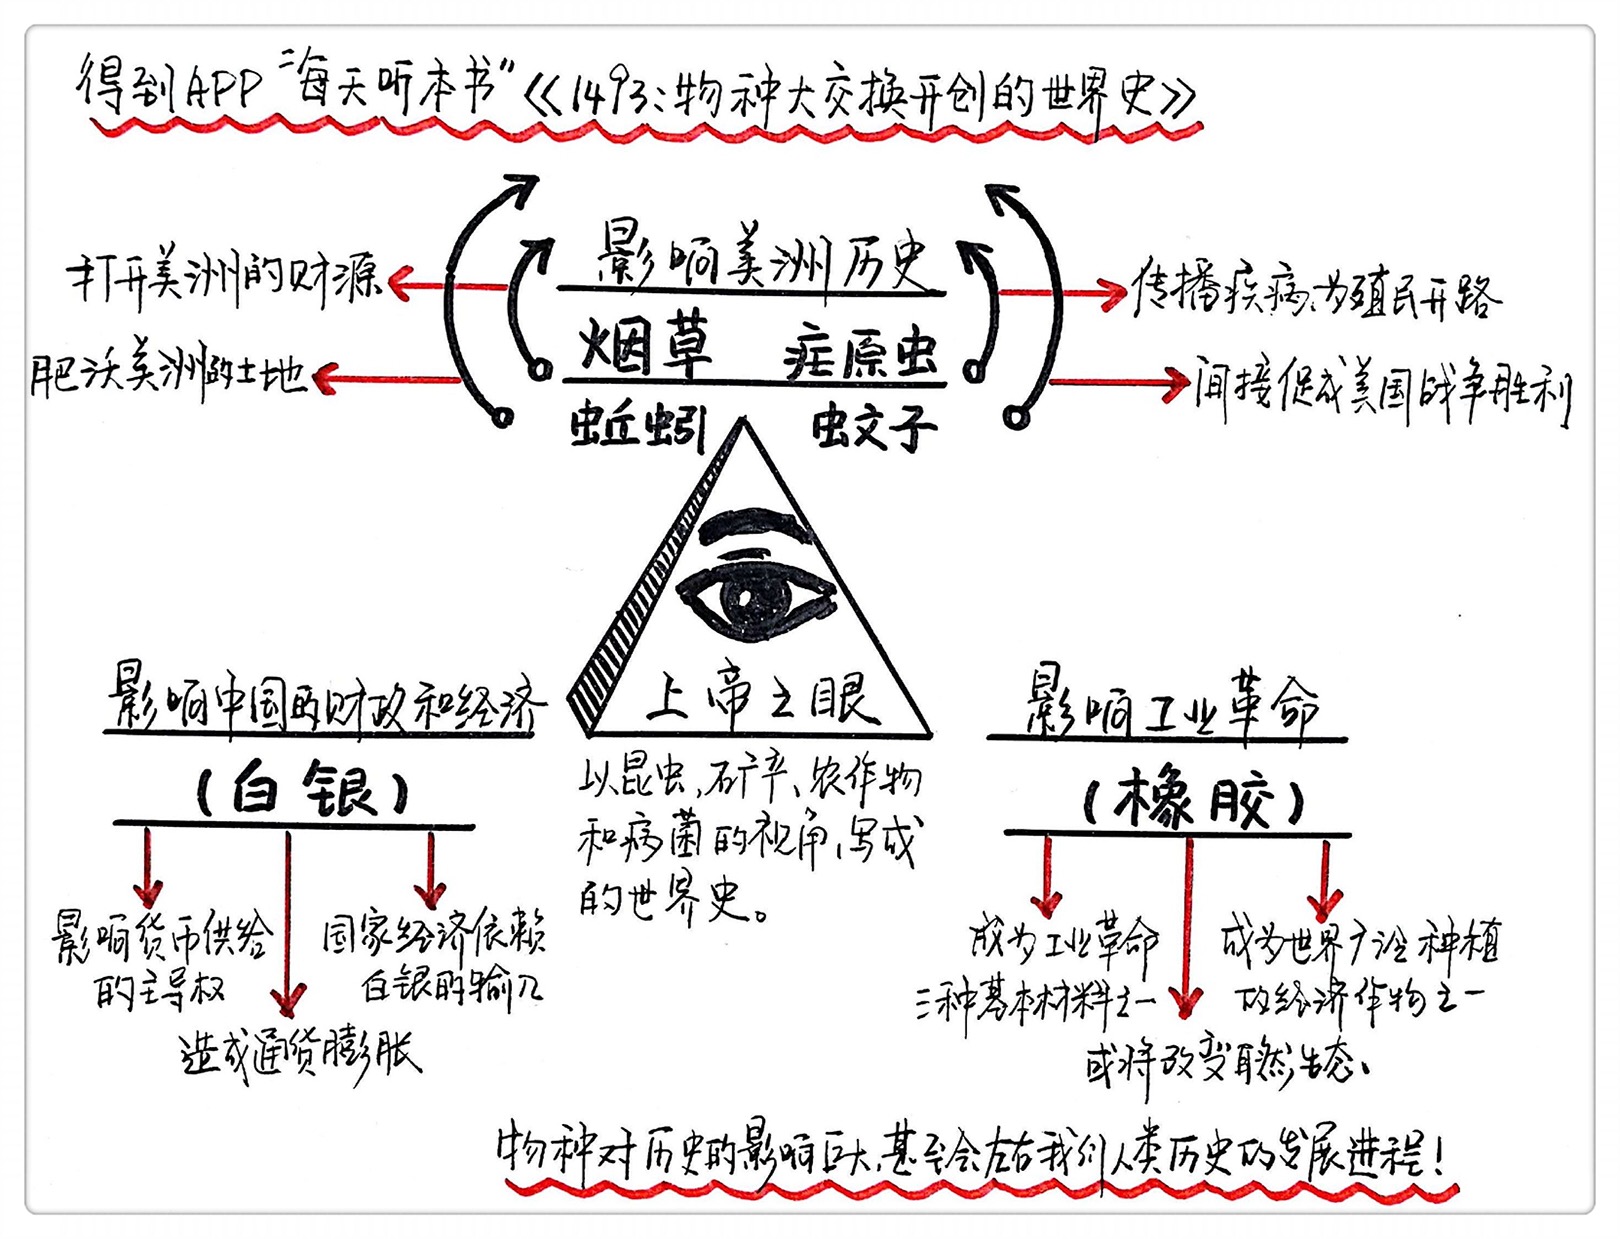 得到APP“每天听本书”《1493：物种大交换开创的世界史》
影响美洲历史
打开美洲的财源
传播疾病，为殖民开路
烟草 疟原虫
肥沃美洲的土地
间接促成美国战争胜利
蚯蚓 蚊子
上帝之眼
以昆虫，矿产、农作物
和病菌的视角，写成
的世界史。
影响中国的财政和经济
（白银）
影响货币供给
的主导权
造成通货膨胀
国家经济依赖
白银的输入
影响工业革命
（橡胶）
成为工业革命
三种基本材料之一
或将改变自然生态、
成为世界广泛种植
的经济作物之一
物种对历史的影响巨大，甚至会左右我们人类历史的发展进程！